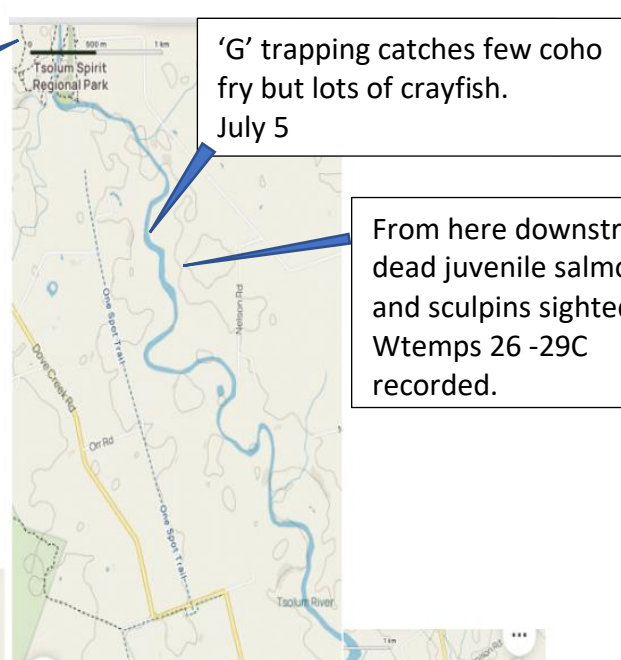 0 500 m 1 km
Tsolum Spirit
Regional Park
‘G’ trapping catches few coho
fry but lots of crayfish.
July 5
From here downstr
dead juvenile salmo
and sculpins sighted
Wtemps 26 -29C
recorded.
One Spot Trail
Nelson Rd
Dove Creek Rd
Orr Rd
One Spot Trail
Tsolum River
1 km